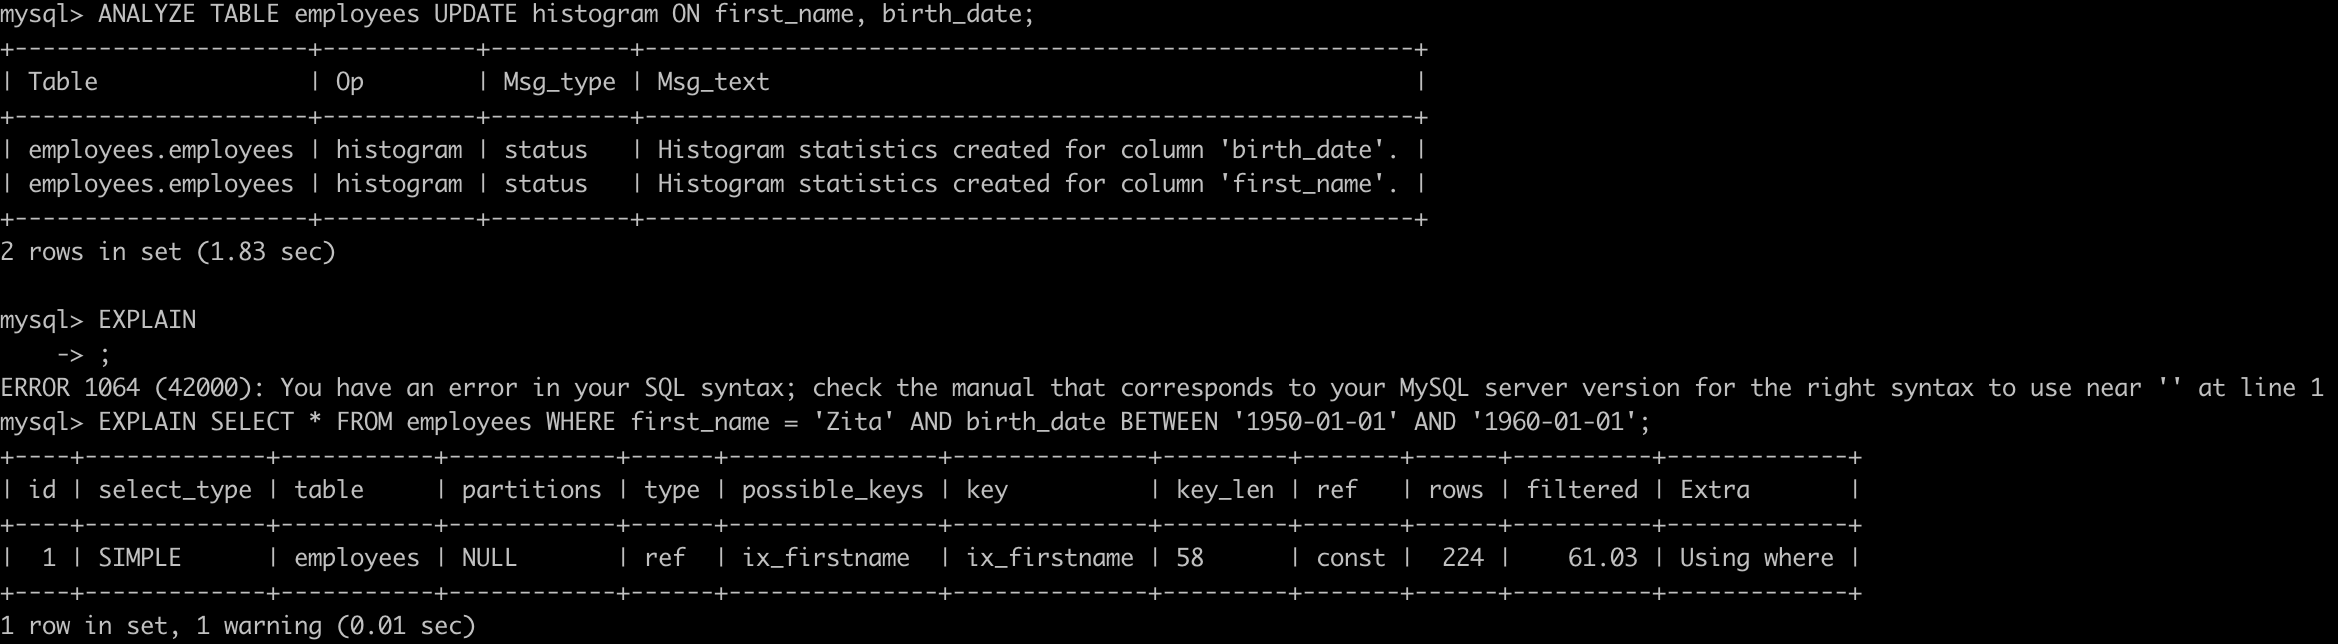 mysql> ANALYZE TABLE employees UPDATE histogram ON first_name, birth_date;
+---------------------+-----------+----------+-------------------------------------------------------+
| Table               | Op        | Msg_type | Msg_text                                              |
+---------------------+-----------+----------+-------------------------------------------------------+
| employees.employees | histogram | status   | Histogram statistics created for column 'birth_date'. |
| employees.employees | histogram | status   | Histogram statistics created for column 'first_name'. |
+---------------------+-----------+----------+-------------------------------------------------------+
2 rows in set (1.83 sec)

mysql> EXPLAIN
    -> ;
ERROR 1064 (42000): You have an error in your SQL syntax; check the manual that corresponds to your MySQL server version for the right syntax to use near '' at line 1
mysql> EXPLAIN SELECT * FROM employees WHERE first_name = 'Zita' AND birth_date BETWEEN '1950-01-01' AND '1960-01-01';
+----+-------------+-----------+------------+------+---------------+--------------+---------+-------+------+----------+-------------+
| id | select_type | table     | partitions | type | possible_keys | key          | key_len | ref   | rows | filtered | Extra       |
+----+-------------+-----------+------------+------+---------------+--------------+---------+-------+------+----------+-------------+
|  1 | SIMPLE      | employees | NULL       | ref  | ix_firstname  | ix_firstname | 58      | const |  224 |    61.03 | Using where |
+----+-------------+-----------+------------+------+---------------+--------------+---------+-------+------+----------+-------------+
1 row in set, 1 warning (0.01 sec)